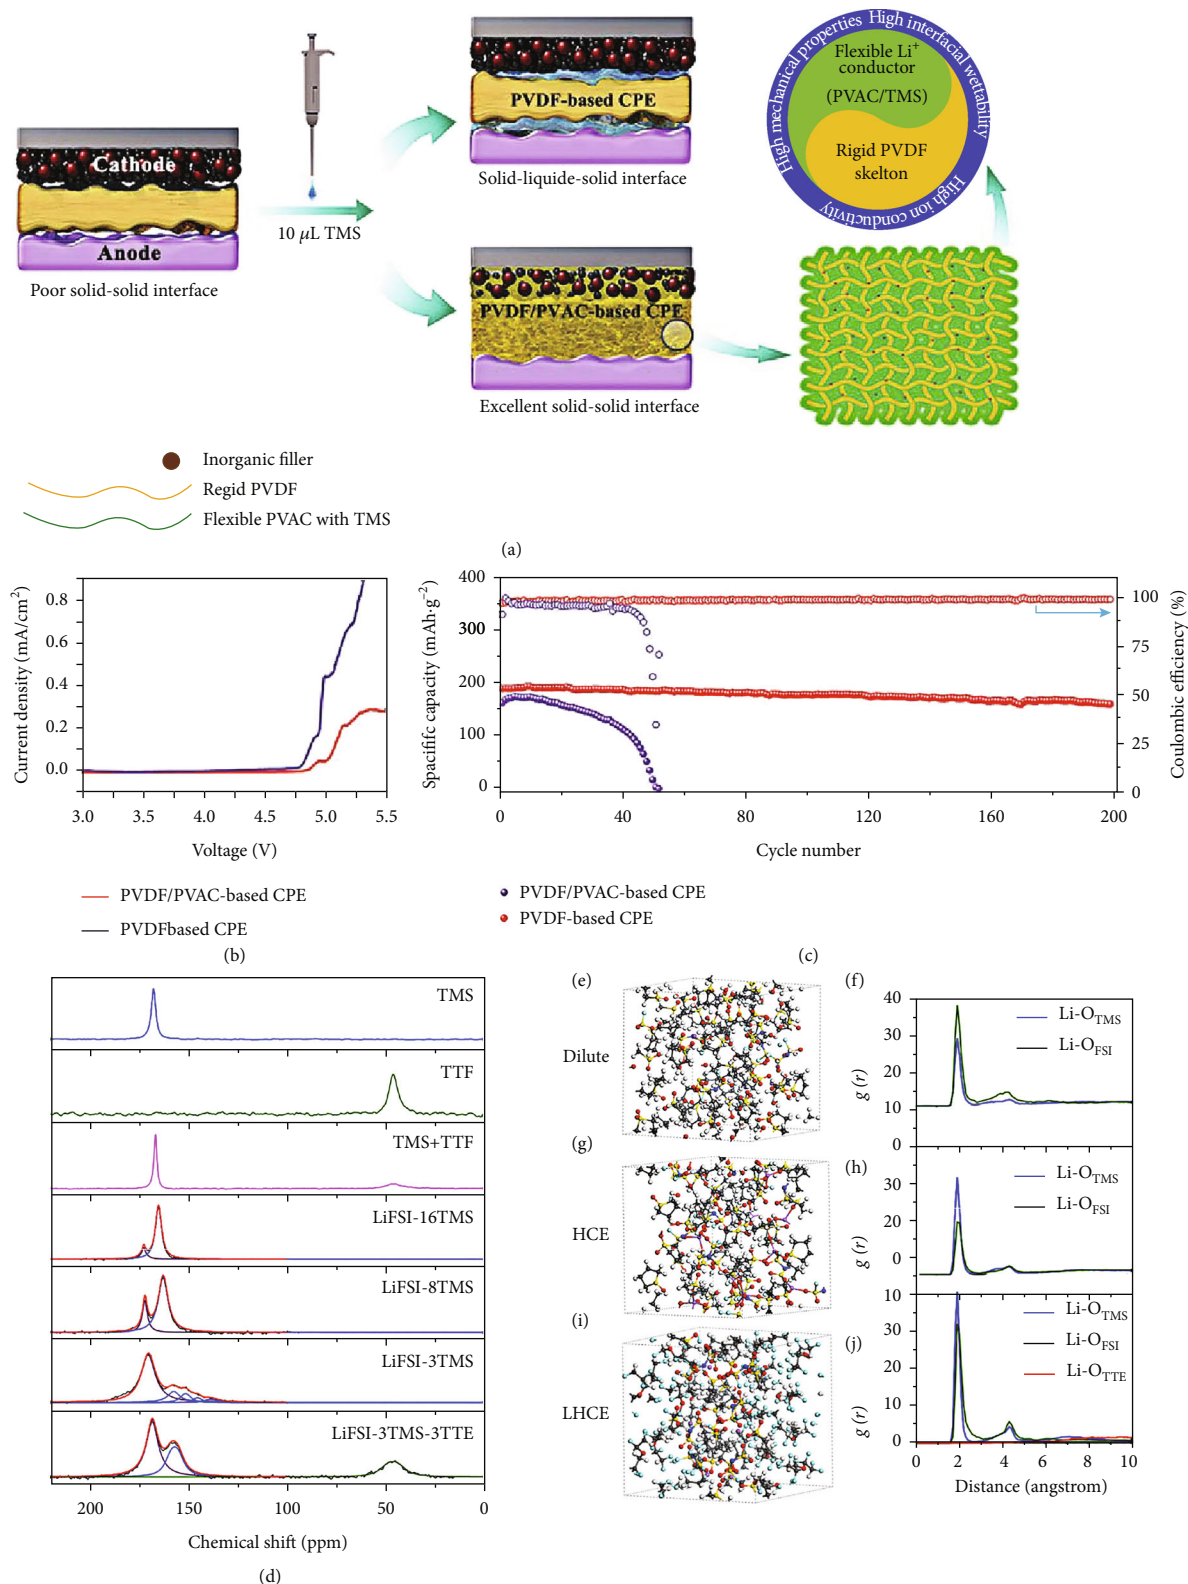 Cathode
Anode
Poor solid-solid interface
10 μL TMS
PVDF-based CPE
Solid-liquide-solid interface
PVDF/PVAC-based CPE
Excellent solid-solid interface
High mechanical properties
High interfacial wettability
High ion conductivity
Flexible Li⁺
conductor
(PVAC/TMS)
Rigid PVDF
skelton
Inorganic filler
Regid PVDF
Flexible PVAC with TMS
(a)
Current density (mA/cm²)
0.8
0.6
0.4
0.2
0.0
3.0 3.5 4.0 4.5 5.0 5.5
Voltage (V)
PVDF/PVAC-based CPE
PVDFbased CPE
(b)
Spacififc capacity (mAh·g⁻²)
400
300
300
200
150
100
0
0 40 80 120 160 200
Cycle number
100
75
50
25
0
Coulombic efficiency (%)
PVDF/PVAC-based CPE
PVDF-based CPE
(c)
TMS
TTF
TMS+TTF
LiFSI-16TMS
LiFSI-8TMS
LiFSI-3TMS
LiFSI-3TMS-3TTE
200 150 100 50 0
Chemical shift (ppm)
(d)
(e)
Dilute
(f)
g (r)
40
30
20
10
0
Li-OTMS
Li-OFSI
(g)
HCE
(h)
g (r)
30
20
10
0
0
Li-OTMS
Li-OFSI
(i)
LHCE
(j)
g (r)
30
20
10
0
Li-OTMS
Li-OFSI
Li-OTTE
0 2 4 6 8 10
Distance (angstrom)